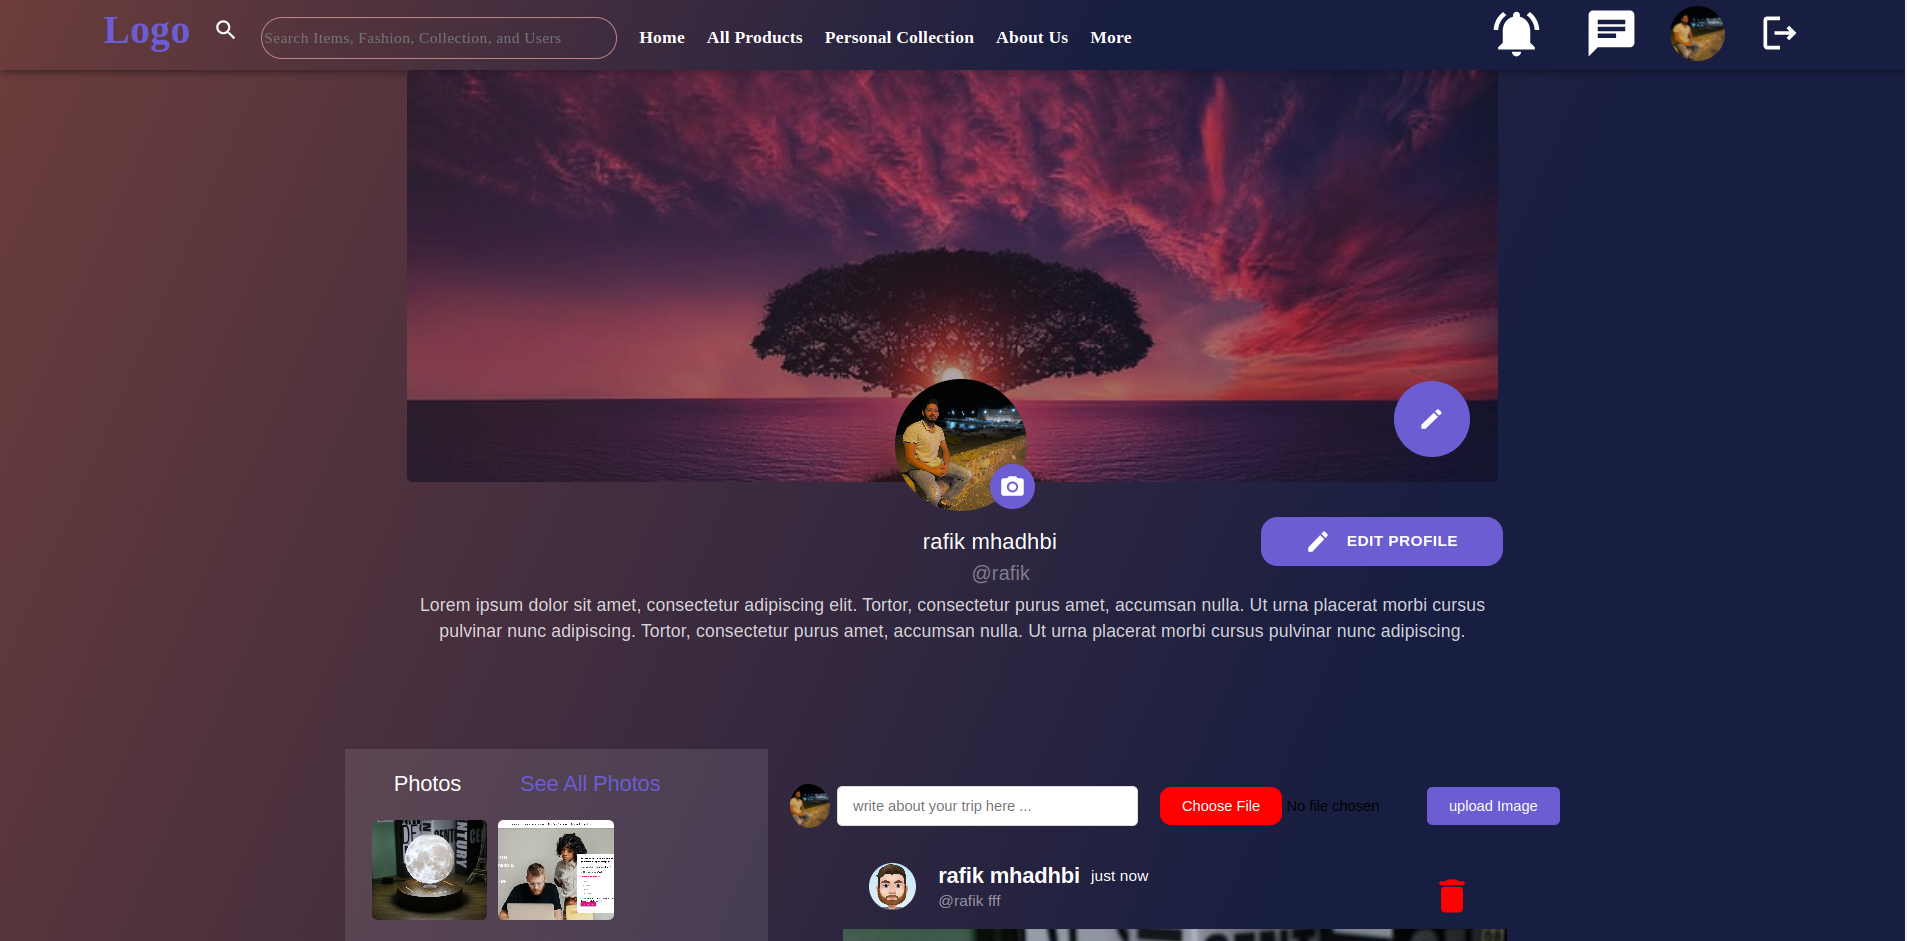 Logo
Search Items, Fashion, Collection, and Users
Home All Products Personal Collection About Us More
rafik mhadhbi
EDIT PROFILE
@rafik
Lorem ipsum dolor sit amet, consectetur adipiscing elit. Tortor, consectetur purus amet, accumsan nulla. Ut urna placerat morbi cursus
pulvinar nunc adipiscing. Tortor, consectetur purus amet, accumsan nulla. Ut urna placerat morbi cursus pulvinar nunc adipiscing.
Photos See All Photos
write about your trip here ... Choose File No file chosen upload Image
rafik mhadhbi just now
@rafik fff